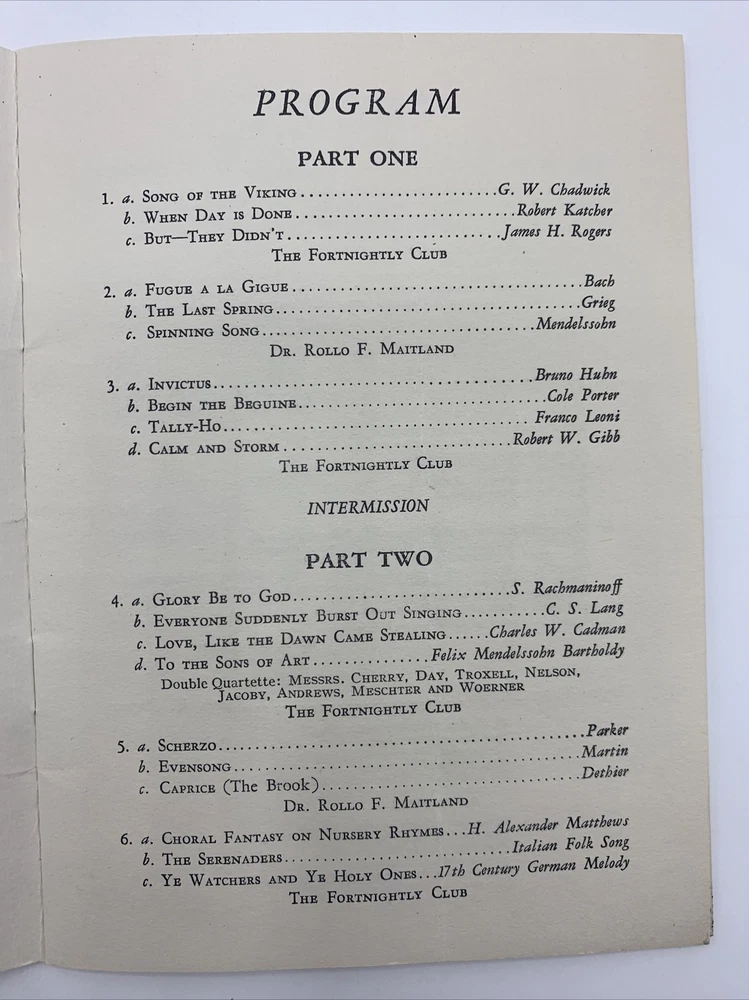 PROGRAM
PART ONE
1. a. Song of the Viking........................G. W. Chadwick
b. When Day is Done...........................Robert Katcher
c. But—They Didn't..........................James H. Rogers
The Fortnightly Club
2. a. Fugue a la Gigue....................................Bach
b. The Last Spring......................................Grieg
c. Spinning Song.................................Mendelssohn
Dr. Rollo F. Maitland
3. a. Invictus.......................................Bruno Huhn
b. Begin the Beguine..............................Cole Porter
c. Tally-Ho.......................................Franco Leoni
d. Calm and Storm............................Robert W. Gibb
The Fortnightly Club
INTERMISSION
PART TWO
4. a. Glory Be to God...........................S. Rachmaninoff
b. Everyone Suddenly Burst Out Singing..........C. S. Lang
c. Love, Like the Dawn Came Stealing......Charles W. Cadman
d. To the Sons of Art..............Felix Mendelssohn Bartholdy
Double Quartette: Messrs. Cherry, Day, Troxell, Nelson,
Jacoby, Andrews, Meschter and Woerner
The Fortnightly Club
5. a. Scherzo.............................................Parker
b. Evensong...........................................Martin
c. Caprice (The Brook)................................Dethier
Dr. Rollo F. Maitland
6. a. Choral Fantasy on Nursery Rhymes...H. Alexander Matthews
b. The Serenaders............................Italian Folk Song
c. Ye Watchers and Ye Holy Ones...17th Century German Melody
The Fortnightly Club